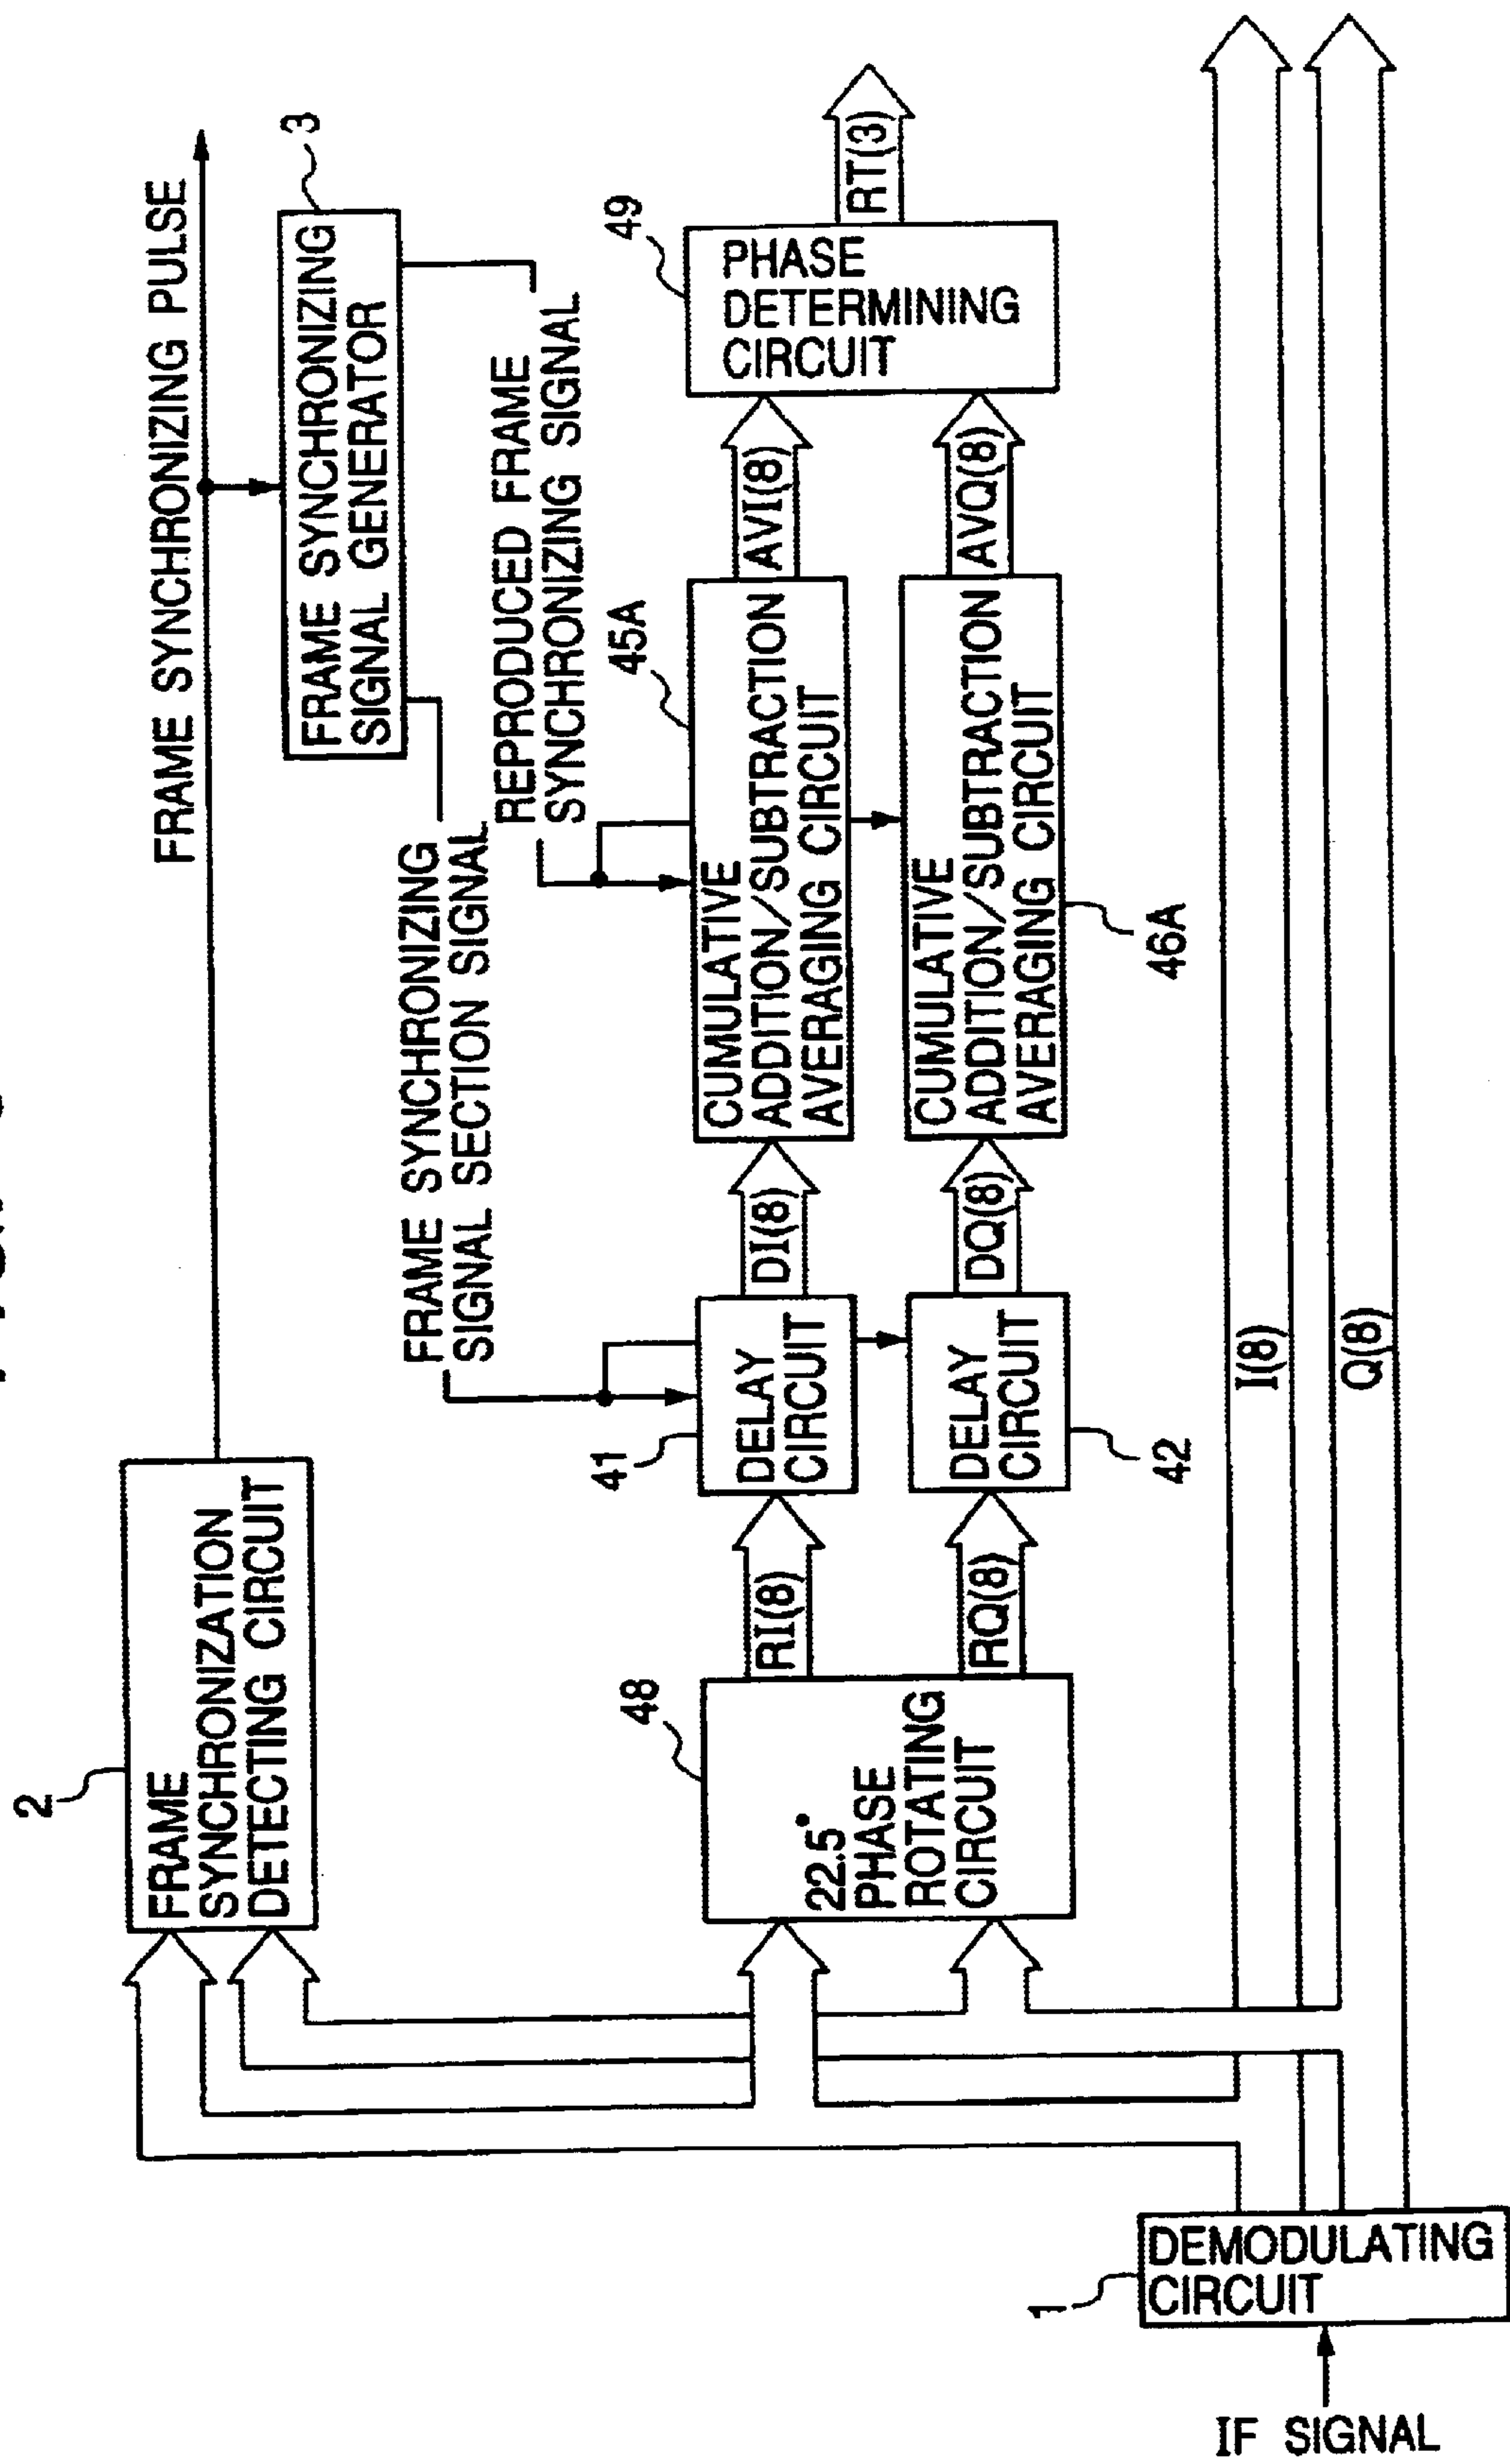 2
FRAME
SYNCHRONIZATION
DETECTING CIRCUIT
FRAME SYNCHRONIZING PULSE
3
FRAME SYNCHRONIZING
SIGNAL GENERATOR
FRAME SYNCHRONIZING
SIGNAL SECTION SIGNAL
REPRODUCED FRAME
SYNCHRONIZING SIGNAL
48
22.5°
PHASE
ROTATING
CIRCUIT
RI(8)
RQ(8)
41
DELAY
CIRCUIT
DELAY
CIRCUIT
42
DI(8)
DQ(8)
45A
CUMULATIVE
ADDITION/SUBTRACTION
AVERAGING CIRCUIT
CUMULATIVE
ADDITION/SUBTRACTION
AVERAGING CIRCUIT
46A
AVI(8)
AVQ(8)
49
PHASE
DETERMINING
CIRCUIT
RT(3)
I(8)
Q(8)
1
DEMODULATING
CIRCUIT
IF SIGNAL